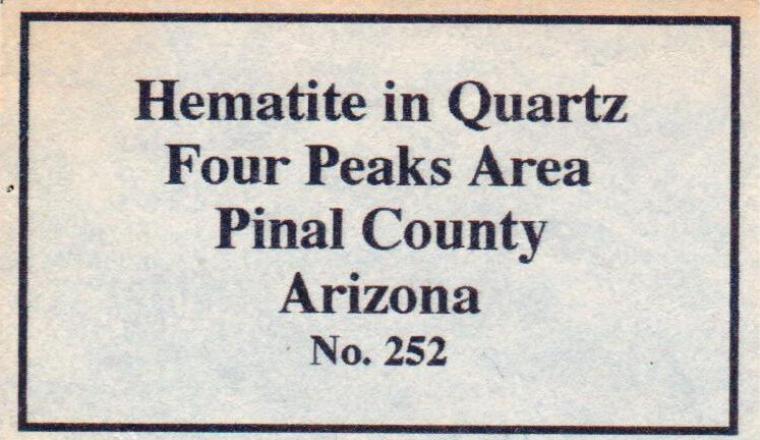 Hematite in Quartz
Four Peaks Area
Pinal County
Arizona
No. 252